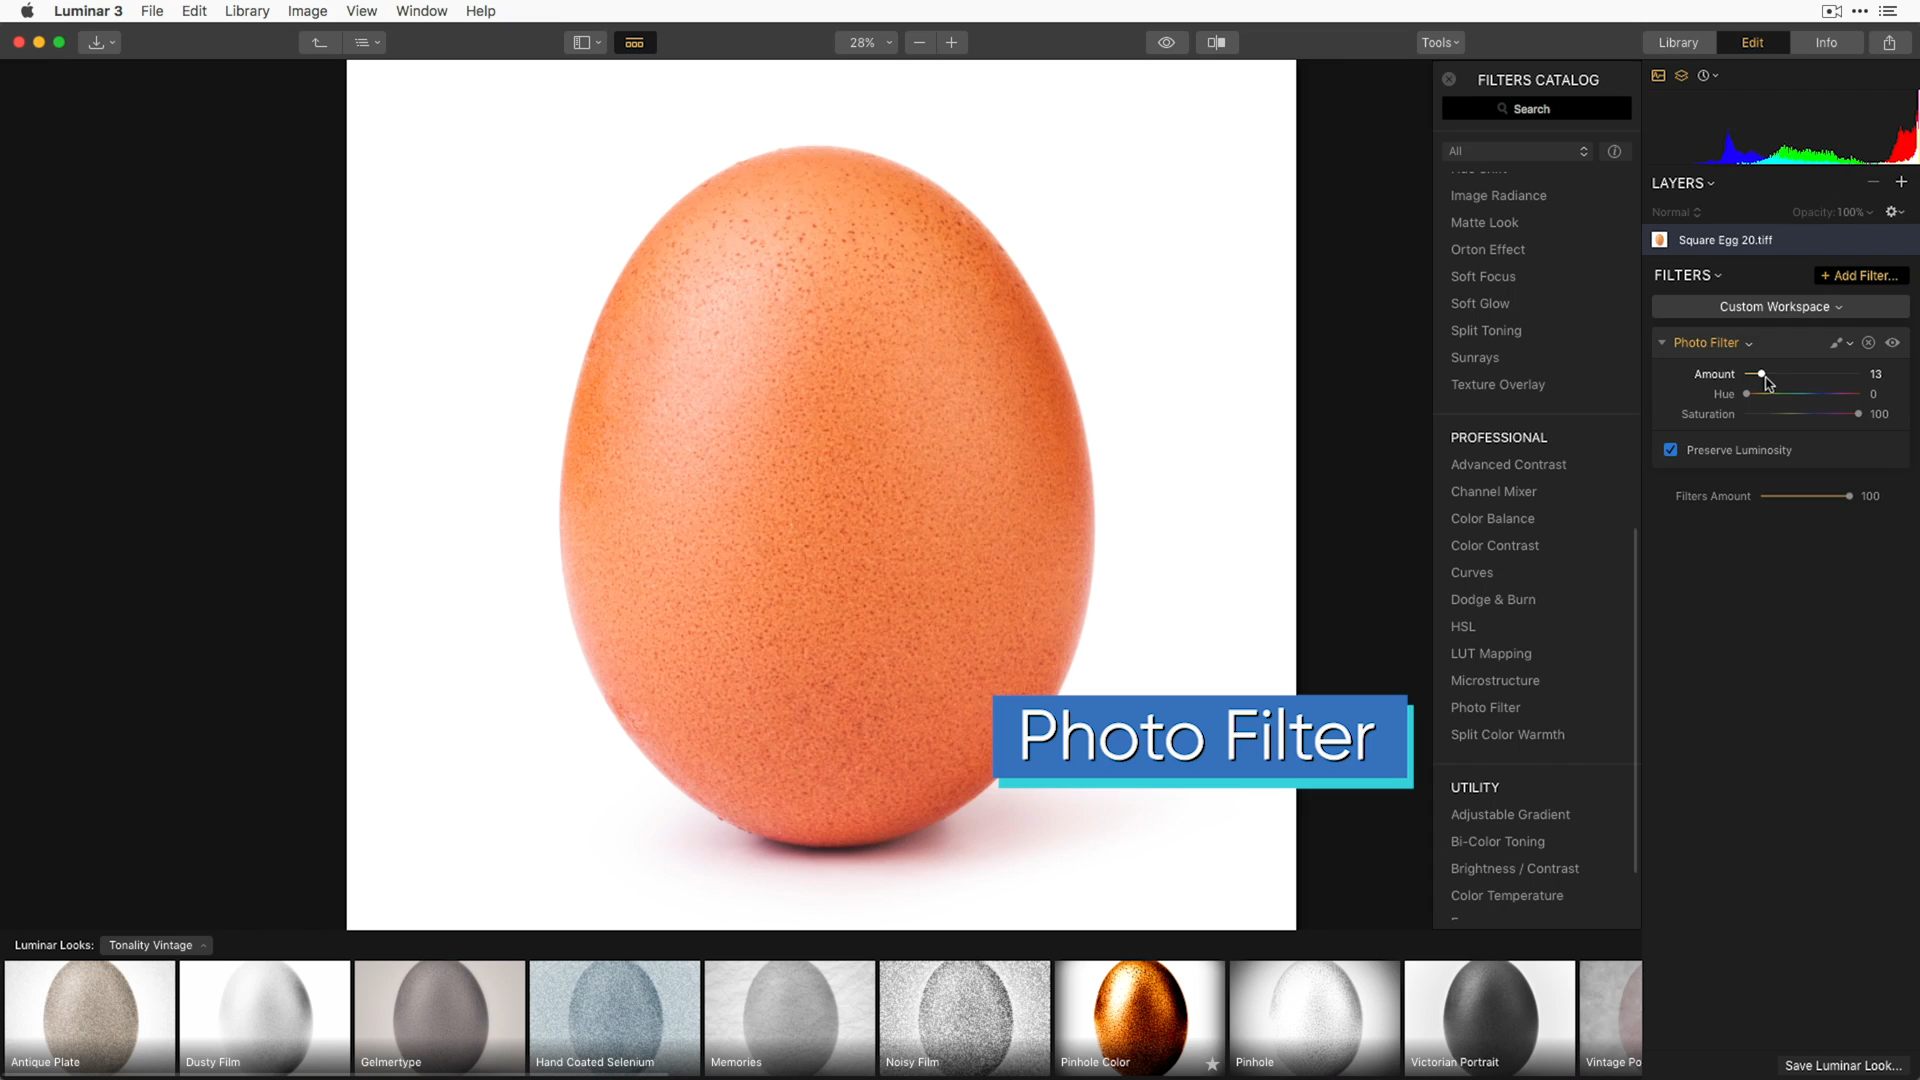 Luminar 3 File Edit Library Image View Window Help
28%
Tools
Library Edit Info
FILTERS CATALOG
Search
All
Image Radiance
Matte Look
Orton Effect
Soft Focus
Soft Glow
Split Toning
Sunrays
Texture Overlay
PROFESSIONAL
Advanced Contrast
Channel Mixer
Color Balance
Color Contrast
Curves
Dodge & Burn
HSL
LUT Mapping
Microstructure
Photo Filter
Split Color Warmth
UTILITY
Adjustable Gradient
Bi-Color Toning
Brightness / Contrast
Color Temperature
LAYERS
Normal Opacity: 100%
Square Egg 20.tiff
FILTERS + Add Filter...
Custom Workspace
Photo Filter
Amount 13
Hue 0
Saturation 100
Preserve Luminosity
Filters Amount 100
Photo Filter
Luminar Looks: Tonality Vintage
Antique Plate
Dusty Film
Gelmertype
Hand Coated Selenium
Memories
Noisy Film
Pinhole Color
Pinhole
Victorian Portrait
Vintage Po
Save Luminar Look...